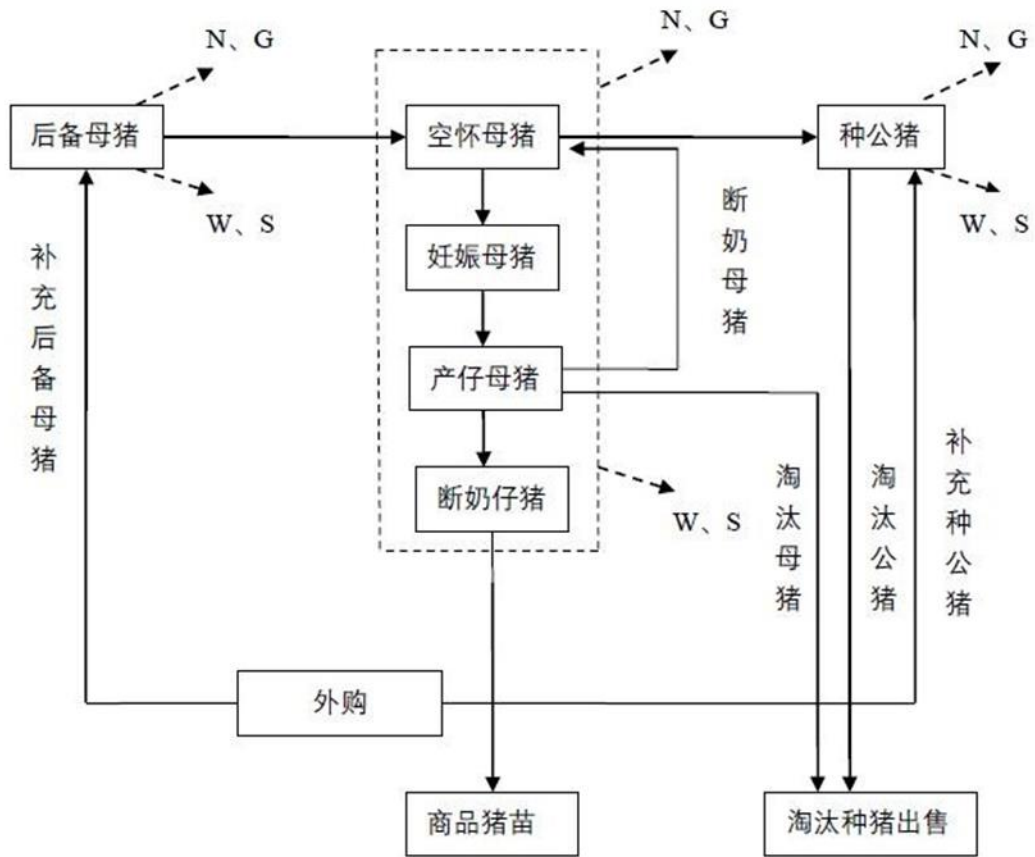 N、G
N、G
N、G
后备母猪
空怀母猪
种公猪
W、S
W、S
断奶母猪
妊娠母猪
补充后备母猪
产仔母猪
断奶仔猪
W、S
淘汰母猪
淘汰公猪
补充种公猪
外购
商品猪苗
淘汰种猪出售